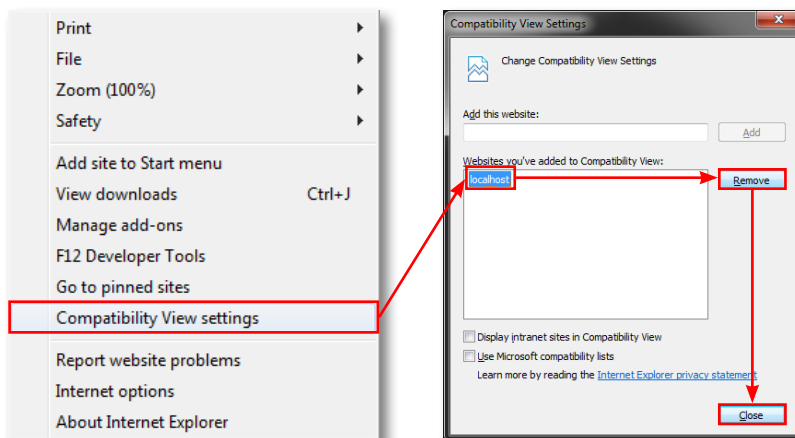 Print
File
Zoom (100%)
Safety
Add site to Start menu
View downloads Ctrl+J
Manage add-ons
F12 Developer Tools
Go to pinned sites
Compatibility View settings
Report website problems
Internet options
About Internet Explorer
Compatibility View Settings
x
Change Compatibility View Settings
Add this website:
Add
Websites you've added to Compatibility View:
localhost
Remove
Display intranet sites in Compatibility View
Use Microsoft compatibility lists
Learn more by reading the Internet Explorer privacy statement
Close